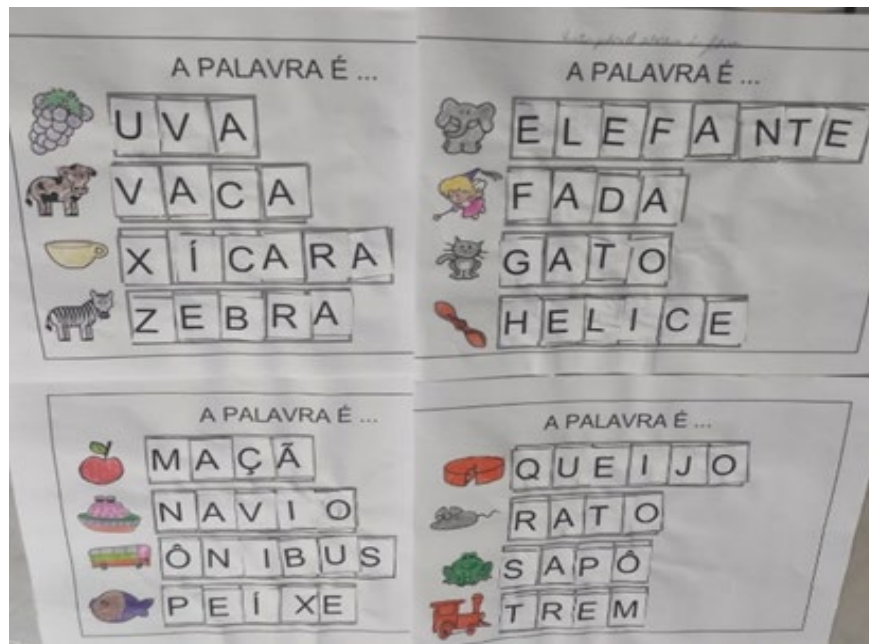 A PALAVRA É ...
UVA
VACA
XÍCARA
ZEBRA
A PALAVRA É ...
ELEFANTE
FADA
GATO
HELICE
A PALAVRA É ...
MAÇÃ
NAVIO
ÔNIBUS
PEÍXE
A PALAVRA É ...
QUEIJO
RATO
SAPÔ
TREM